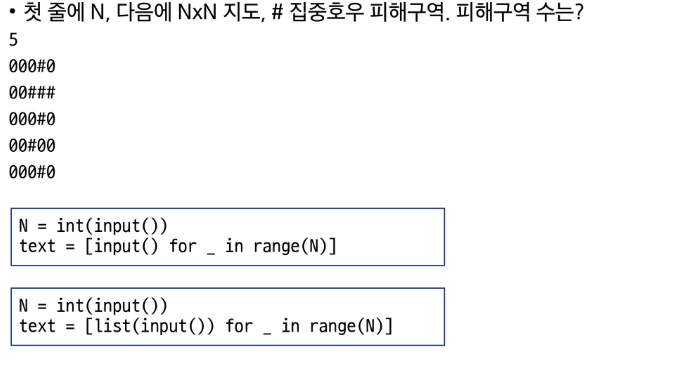 • 첫 줄에 N, 다음에 NxN 지도, # 집중호우 피해구역. 피해구역 수는?
5
000#0
00###
000#0
00#00
000#0
N = int(input())
text = [input() for _ in range(N)]
N = int(input())
text = [list(input()) for _ in range(N)]